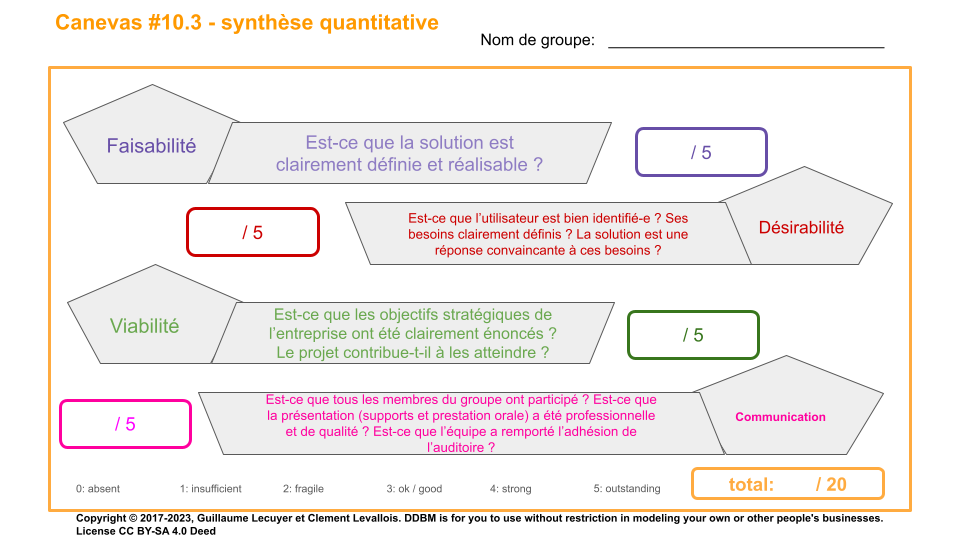 Canevas #10.3 - synthèse quantitative
Nom de groupe:
Faisabilité
Est-ce que la solution est
clairement définie et réalisable ?
/ 5
/ 5
Est-ce que l'utilisateur est bien identifié-e ? Ses
besoins clairement définis ? La solution est une
réponse convaincante à ces besoins ?
Désirabilité
Viabilité
Est-ce que les objectifs stratégiques de
l'entreprise ont été clairement énoncés ?
Le projet contribue-t-il à les atteindre ?
/ 5
/ 5
Est-ce que tous les membres du groupe ont participé ? Est-ce que
la présentation (supports et prestation orale) a été professionnelle
et de qualité ? Est-ce que l'équipe a remporté l'adhésion de
l'auditoire ?
Communication
0: absent 1: insufficient 2: fragile 3: ok / good 4: strong 5: outstanding
total: / 20
Copyright © 2017-2023, Guillaume Lecuyer et Clement Levallois. DDBM is for you to use without restriction in modeling your own or other people's businesses.
License CC BY-SA 4.0 Deed